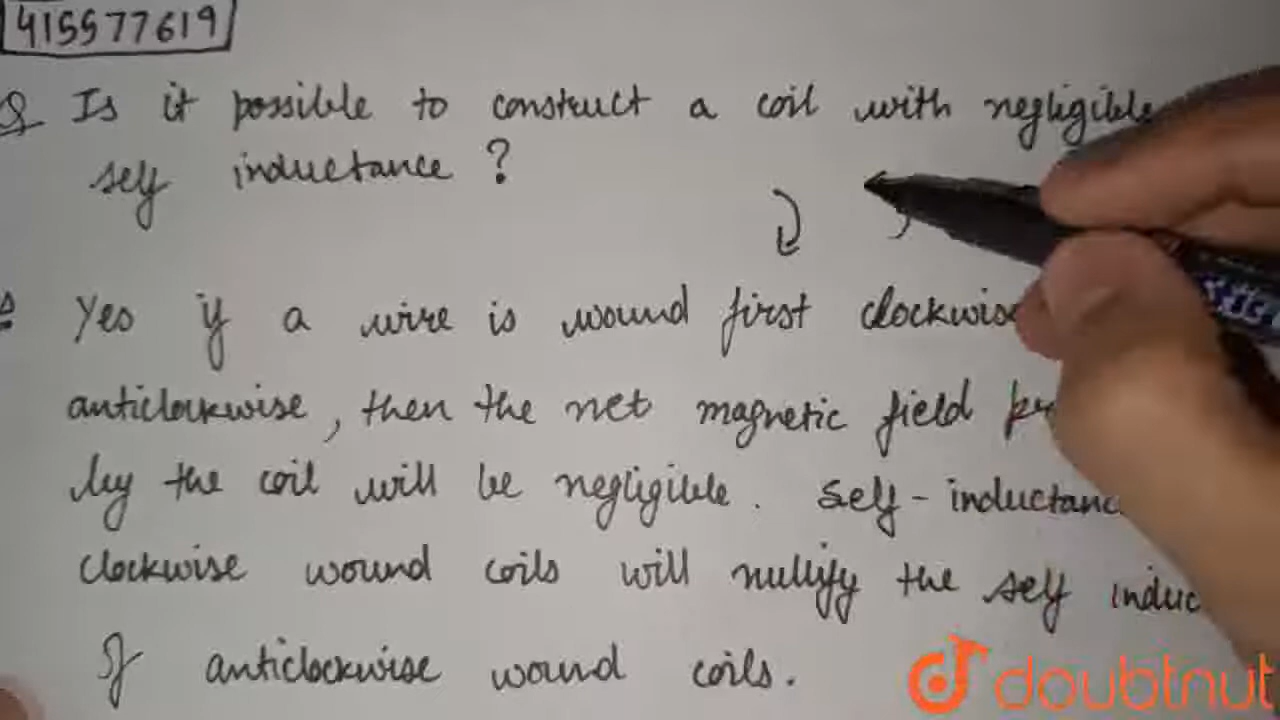 415577619
Q Is it possible to construct a coil with negligible
self inductance ?
Yes if a wire is wound first clockwise
anticlockwise, then the net magnetic field
by the coil will be negligible. Self-inductanc
clockwise wound coils will nullify the self induc
of anticlockwise wound coils.
doubtnut